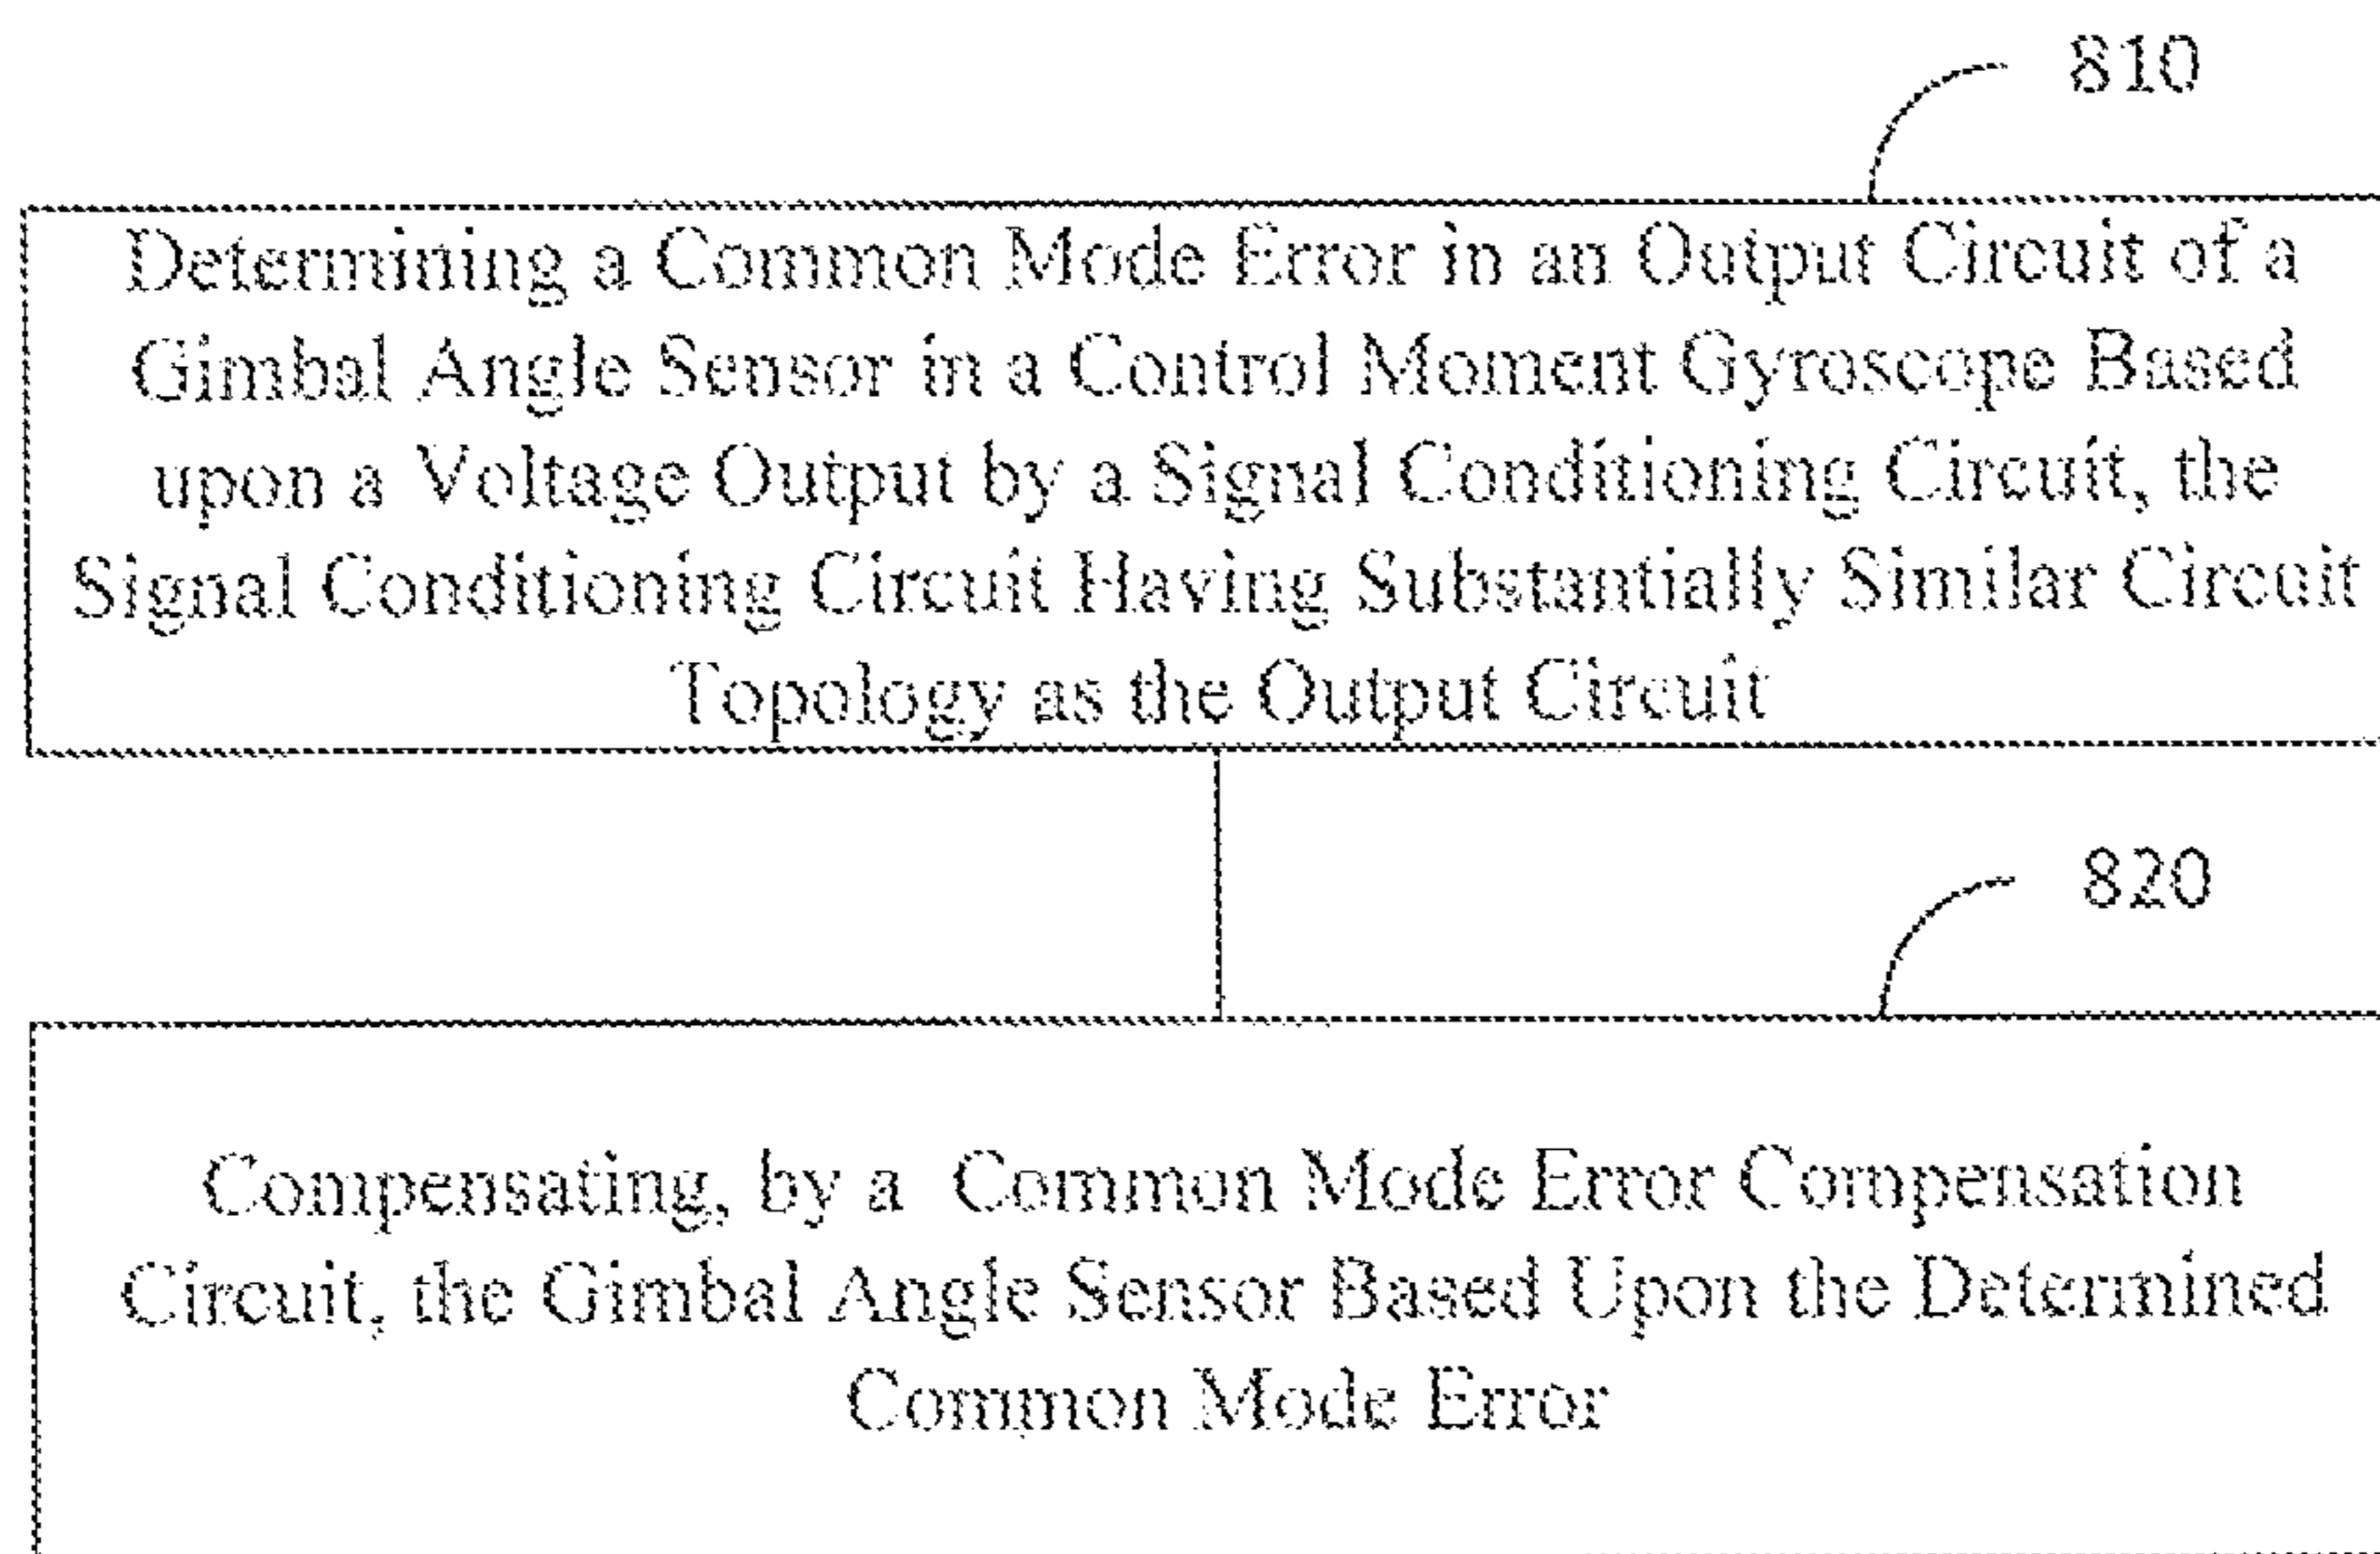 810
Determining a Common Mode Error in an Output Circuit of a
Gimbal Angle Sensor in a Control Moment Gyroscope Based
upon a Voltage Output by a Signal Conditioning Circuit, the
Signal Conditioning Circuit Having Substantially Similar Circuit
Topology as the Output Circuit
820
Compensating, by a Common Mode Error Compensation
Circuit, the Gimbal Angle Sensor Based Upon the Determined
Common Mode Error